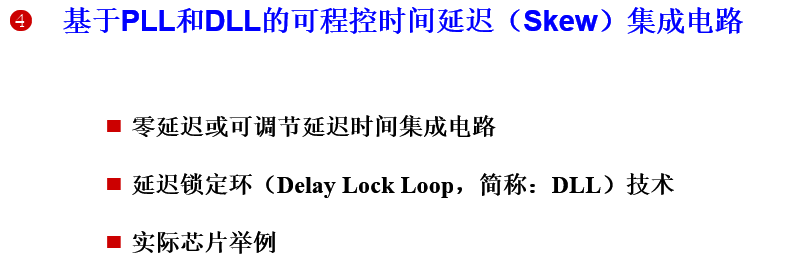 ❹ 基于PLL和DLL的可程控时间延迟（Skew）集成电路
■ 零延迟或可调节延迟时间集成电路
■ 延迟锁定环（Delay Lock Loop，简称：DLL）技术
■ 实际芯片举例